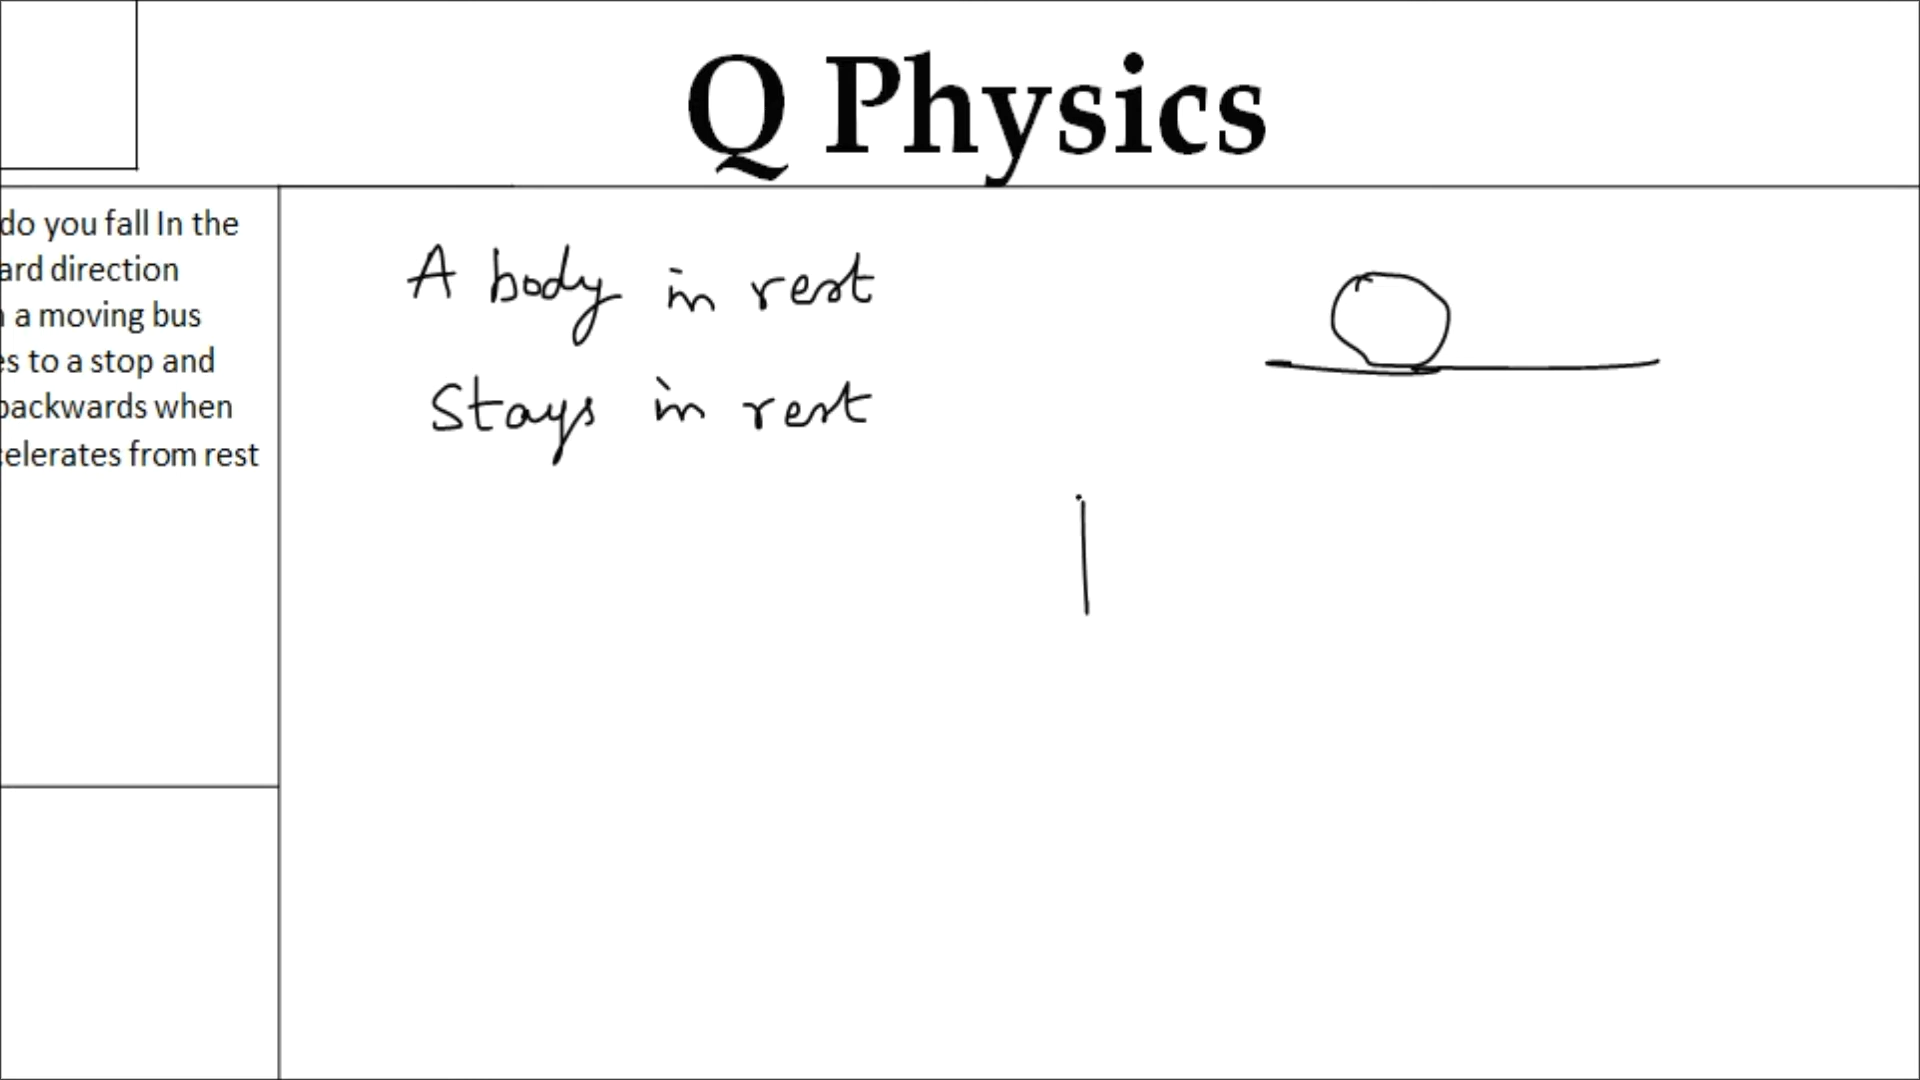 Q Physics
do you fall In the
ard direction
a moving bus
es to a stop and
backwards when
celerates from rest
A body in rest
Stays in rest